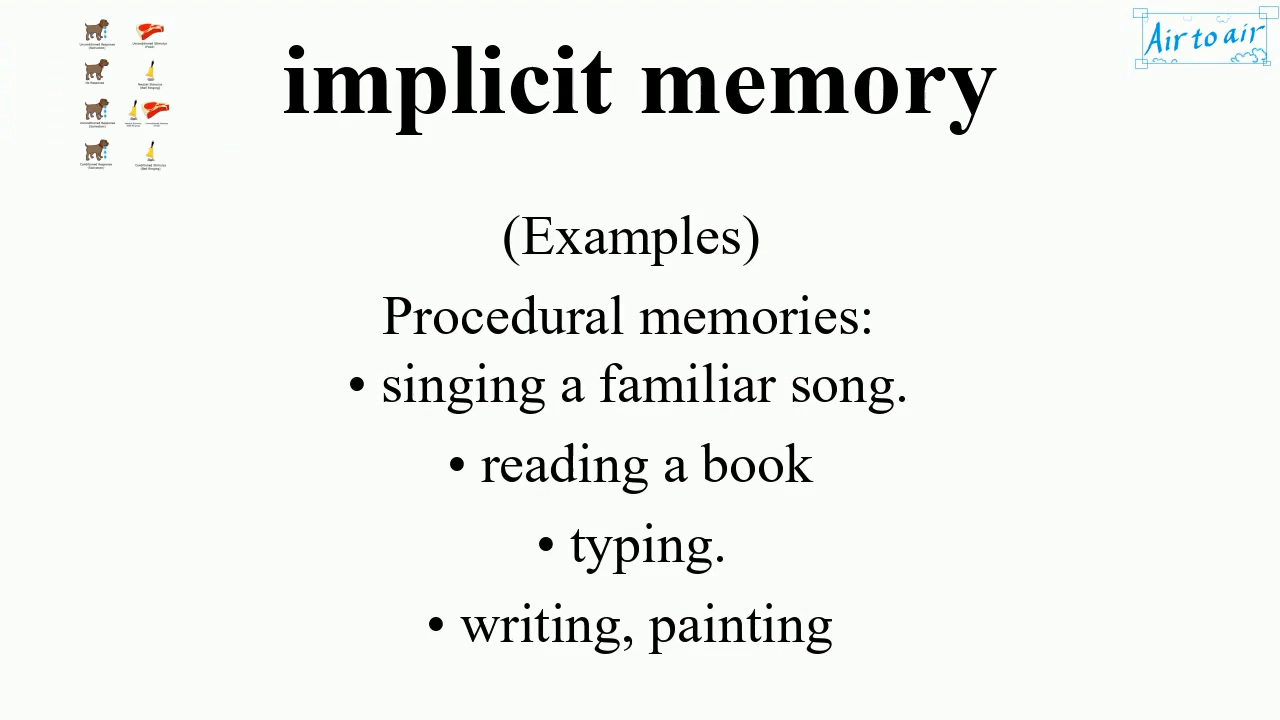 implicit memory
Air to air
(Examples)
Procedural memories:
• singing a familiar song.
• reading a book
• typing.
• writing, painting